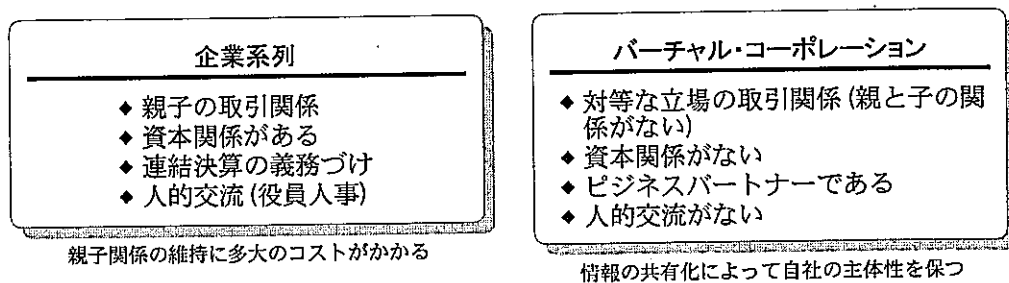 企業系列
◆ 親子の取引関係
◆ 資本関係がある
◆ 連結決算の義務づけ
◆ 人的交流(役員人事)
親子関係の維持に多大のコストがかかる
バーチャル・コーポレーション
◆ 対等な立場の取引関係(親と子の関
係がない)
◆ 資本関係がない
◆ ビジネスパートナーである
◆ 人的交流がない
情報の共有化によって自社の主体性を保つ